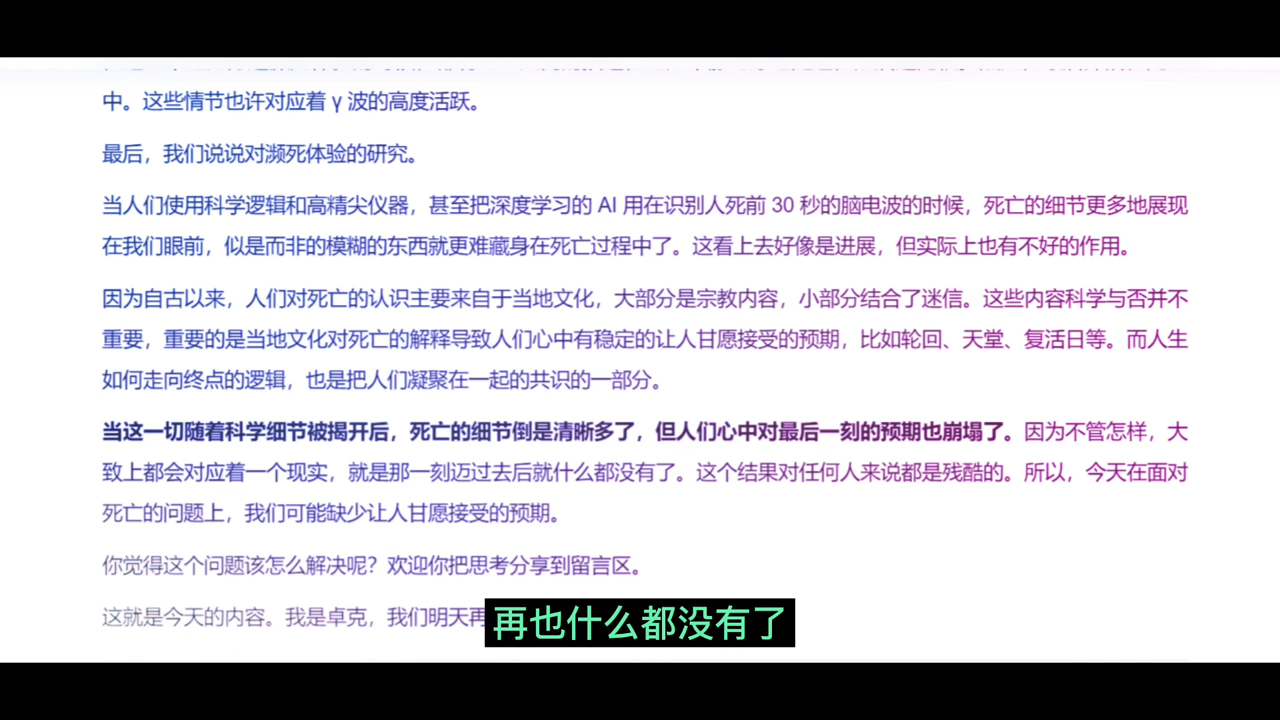 中。这些情节也许对应着 γ 波的高度活跃。
最后，我们说说对濒死体验的研究。
当人们使用科学逻辑和高精尖仪器，甚至把深度学习的 AI 用在识别人死前 30 秒的脑电波的时候，死亡的细节更多地展现
在我们眼前，似是而非的模糊的东西就更难藏身在死亡过程中了。这看上去好像是进展，但实际上也有不好的作用。
因为自古以来，人们对死亡的认识主要来自于当地文化，大部分是宗教内容，小部分结合了迷信。这些内容科学与否并不
重要，重要的是当地文化对死亡的解释导致人们心中有稳定的让人甘愿接受的预期，比如轮回、天堂、复活日等。而人生
如何走向终点的逻辑，也是把人们凝聚在一起的共识的一部分。
当这一切随着科学细节被揭开后，死亡的细节倒是清晰多了，但人们心中对最后一刻的预期也崩塌了。因为不管怎样，大
致上都会对应着一个现实，就是那一刻迈过去后就什么都没有了。这个结果对任何人来说都是残酷的。所以，今天在面对
死亡的问题上，我们可能缺少让人甘愿接受的预期。
你觉得这个问题该怎么解决呢？欢迎你把思考分享到留言区。
这就是今天的内容。我是卓克，我们明天再
再也什么都没有了